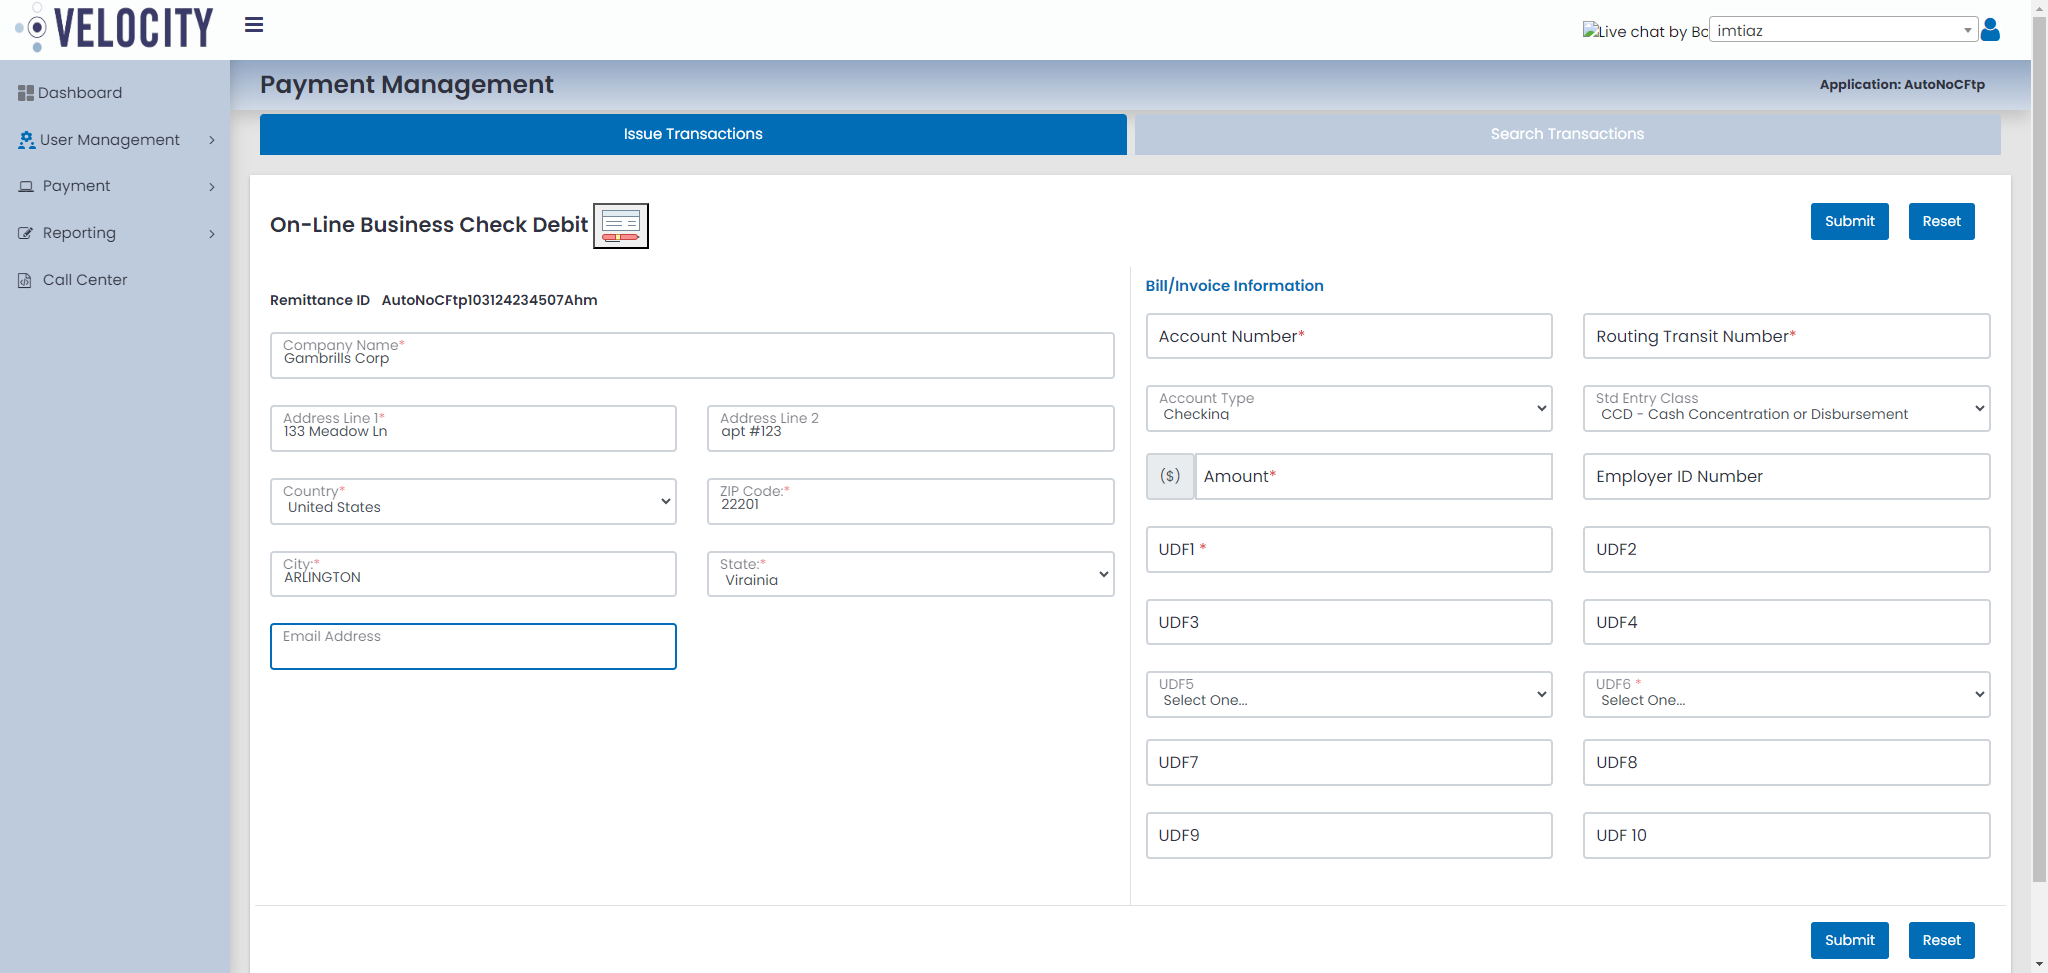 VELOCITY
Live chat by Bo
imtiaz
Dashboard
User Management
Payment
Reporting
Call Center
Payment Management
Application: AutoNoCFtp
Issue Transactions
Search Transactions
On-Line Business Check Debit
Submit
Reset
Remittance ID AutoNoCFtp103124234507Ahm
Company Name*
Gambrills Corp
Address Line 1*
133 Meadow Ln
Address Line 2
apt #123
Country*
United States
ZIP Code:*
22201
City:*
ARLINGTON
State:*
Virginia
Email Address
Bill/Invoice Information
Account Number*
Routing Transit Number*
Account Type
Checking
Std Entry Class
CCD - Cash Concentration or Disbursement
($)
Amount*
Employer ID Number
UDF1 *
UDF2
UDF3
UDF4
UDF5
Select One...
UDF6 *
Select One...
UDF7
UDF8
UDF9
UDF 10
Submit
Reset